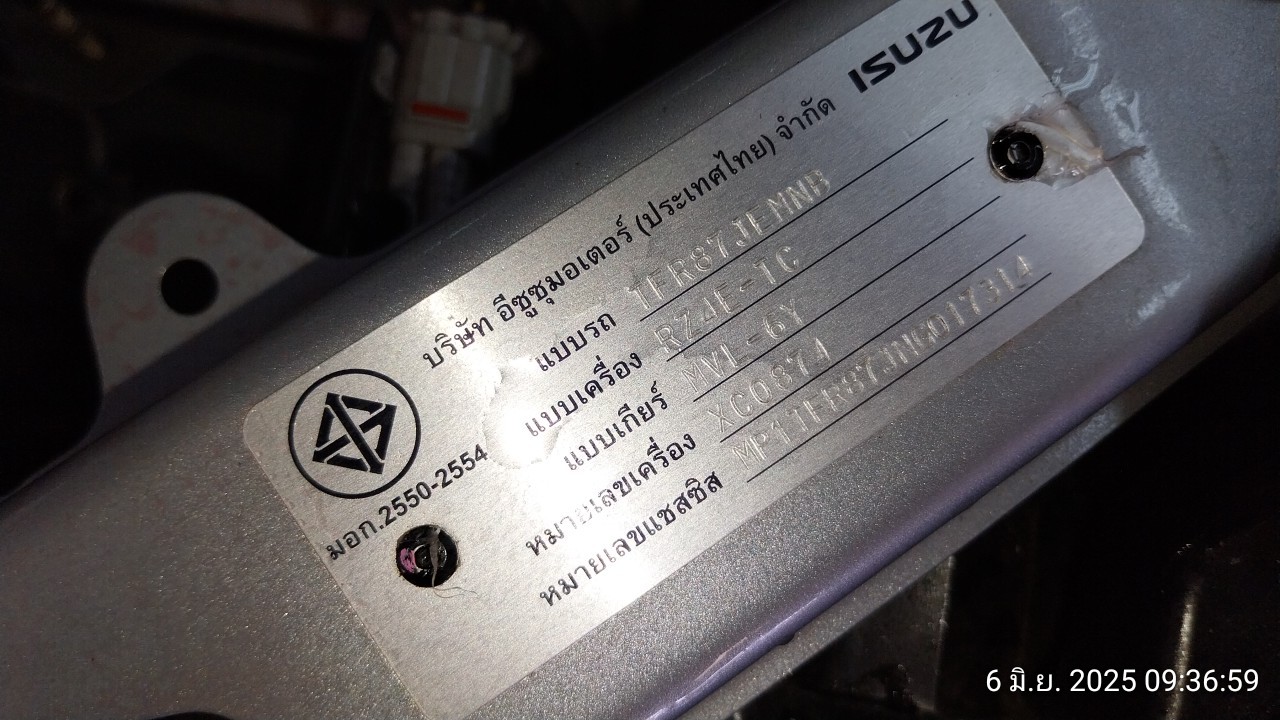 ISUZU
บริษัท อีซูซุมอเตอร์ (ประเทศไทย) จำกัด
แบบรถ TFR87JEMNB
แบบเครื่อง RZ4E-TC
แบบเกียร์ MVL-6Y
หมายเลขเครื่อง XC0874
หมายเลขแชสซิส
มอก.2550-2554
6 มิ.ย. 2025 09:36:59